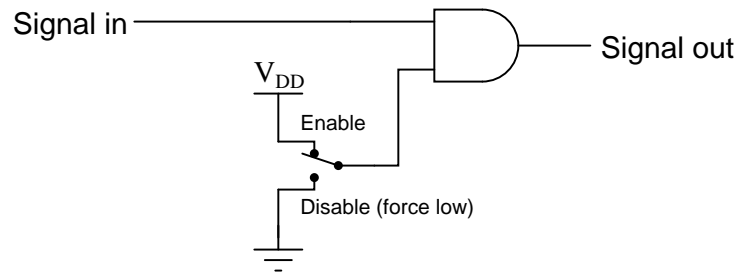 Signal in
Signal out
VDD
Enable
Disable (force low)